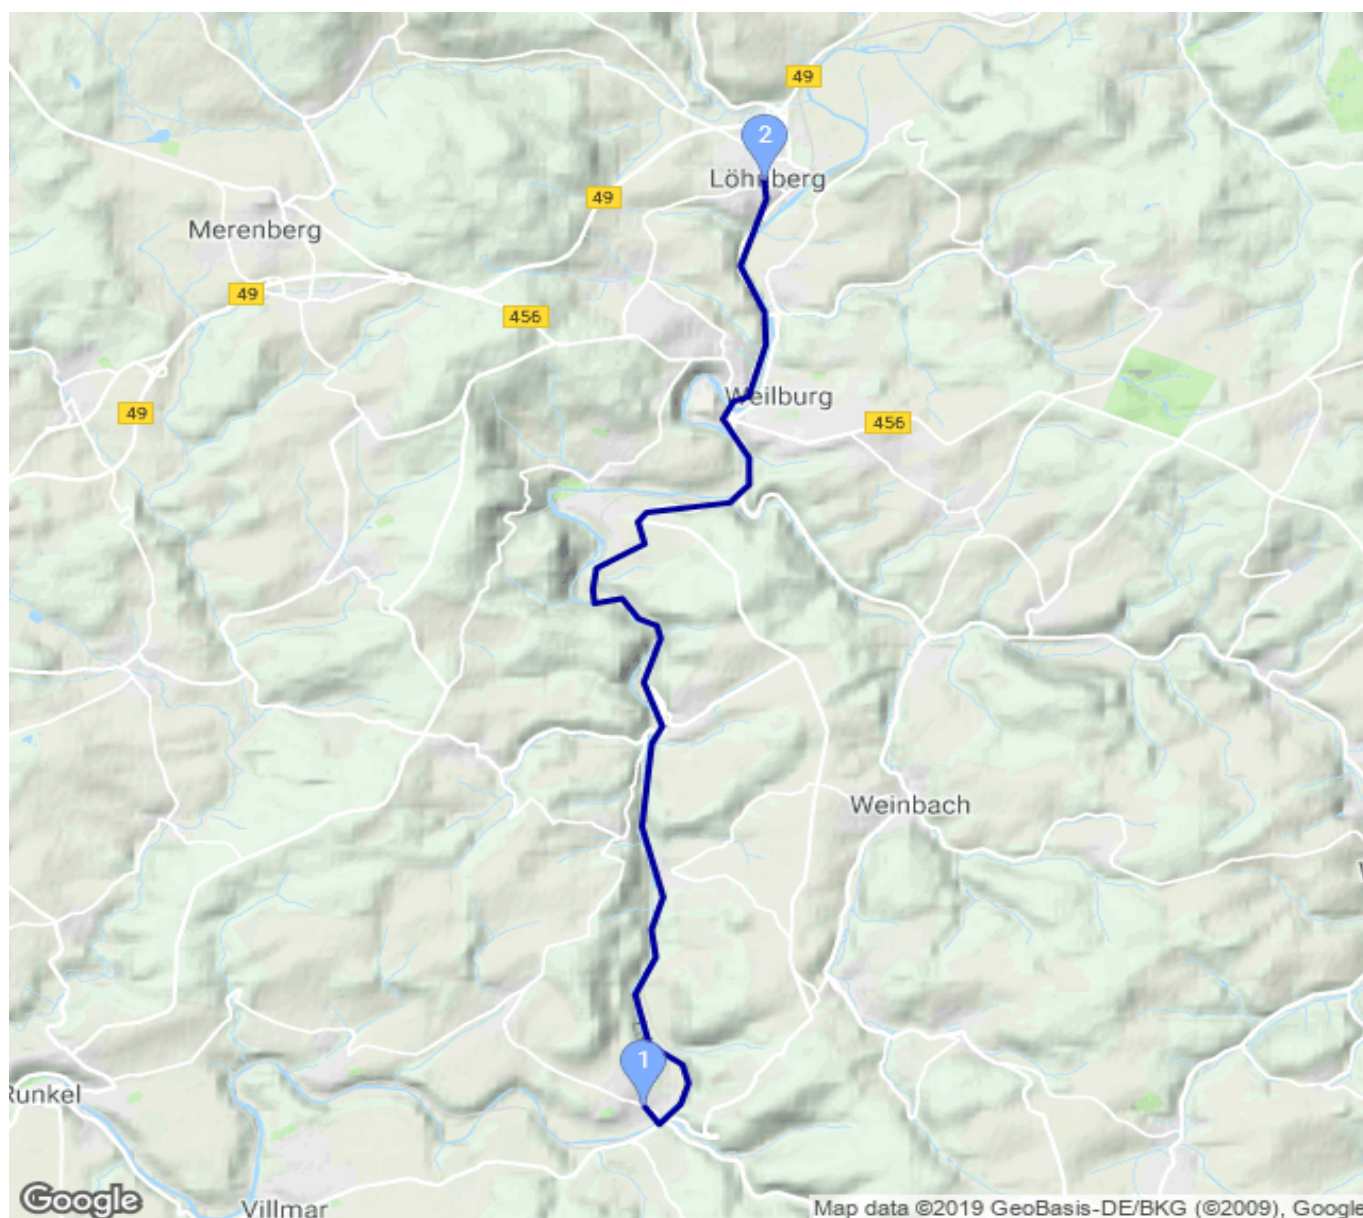 49
2
Löhnberg
49
Merenberg
49
456
Weilburg
49
456
Weinbach
1
Runkel
Villmar
Google
Map data ©2019 GeoBasis-DE/BKG (©2009), Google